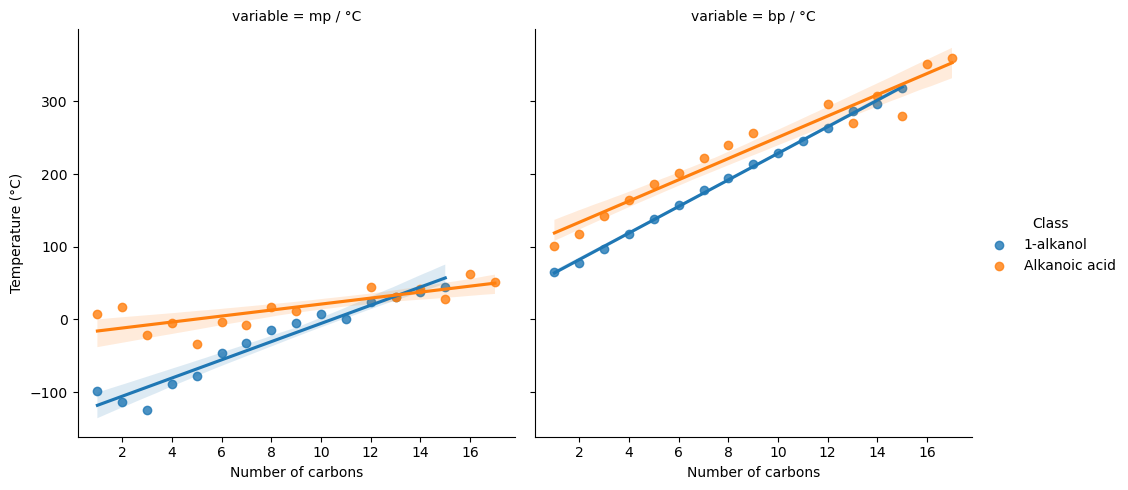 variable = mp / °C
variable = bp / °C
Temperature (°C)
300
200
100
0
−100
2 4 6 8 10 12 14 16
2 4 6 8 10 12 14 16
Number of carbons
Number of carbons
Class
1-alkanol
Alkanoic acid